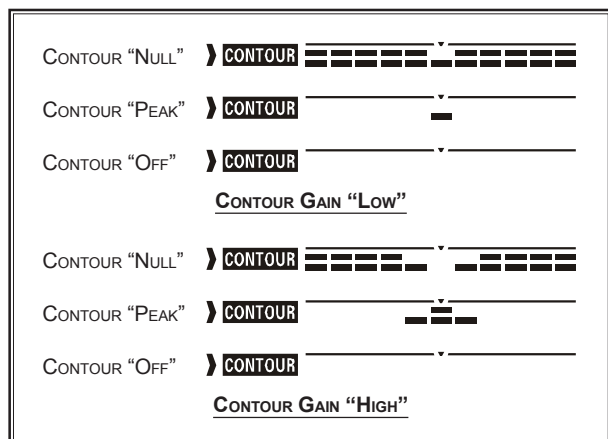 Contour “Null” CONTOUR
Contour “Peak” CONTOUR
Contour “Off” CONTOUR
Contour Gain “Low”
Contour “Null” CONTOUR
Contour “Peak” CONTOUR
Contour “Off” CONTOUR
Contour Gain “High”